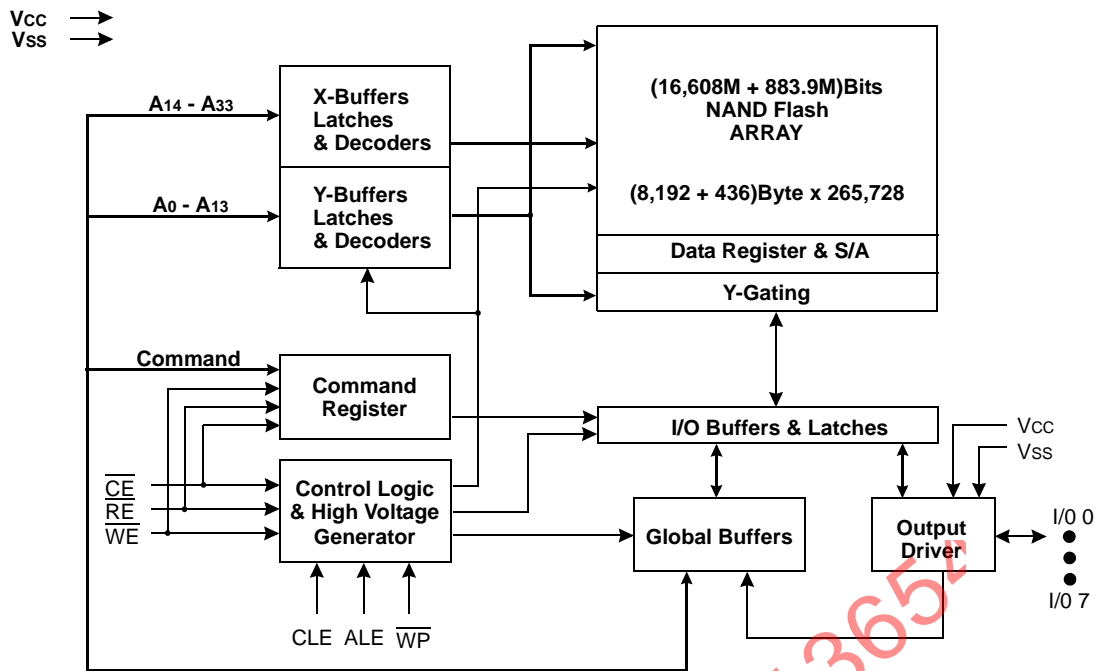 VCC
VSS
A14 - A33
X-Buffers
Latches
& Decoders
A0 - A13
Y-Buffers
Latches
& Decoders
(16,608M + 883.9M)Bits
NAND Flash
ARRAY
(8,192 + 436)Byte x 265,728
Data Register & S/A
Y-Gating
Command
Command
Register
I/O Buffers & Latches
VCC
VSS
CE
RE
WE
Control Logic
& High Voltage
Generator
Global Buffers
Output
Driver
I/0 0
I/0 7
CLE
ALE
WP